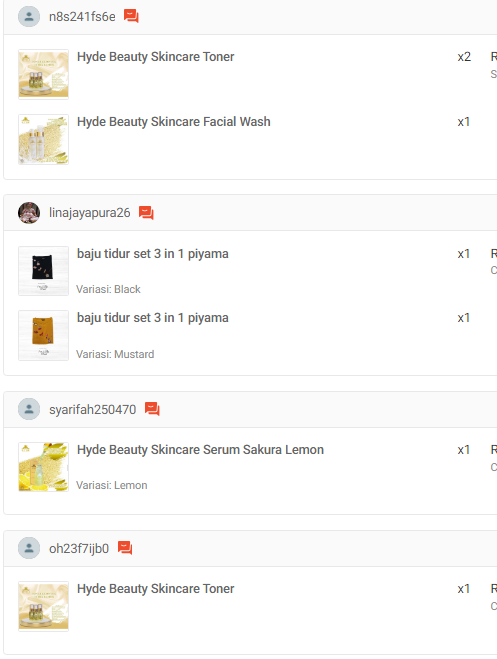 n8s241fs6e
Hyde Beauty Skincare Toner x2 R
S
Hyde Beauty Skincare Facial Wash x1
linajayapura26
baju tidur set 3 in 1 piyama x1 R
C
Variasi: Black
baju tidur set 3 in 1 piyama x1
Variasi: Mustard
syarifah250470
Hyde Beauty Skincare Serum Sakura Lemon x1 R
C
Variasi: Lemon
oh23f7ijb0
Hyde Beauty Skincare Toner x1 R
C